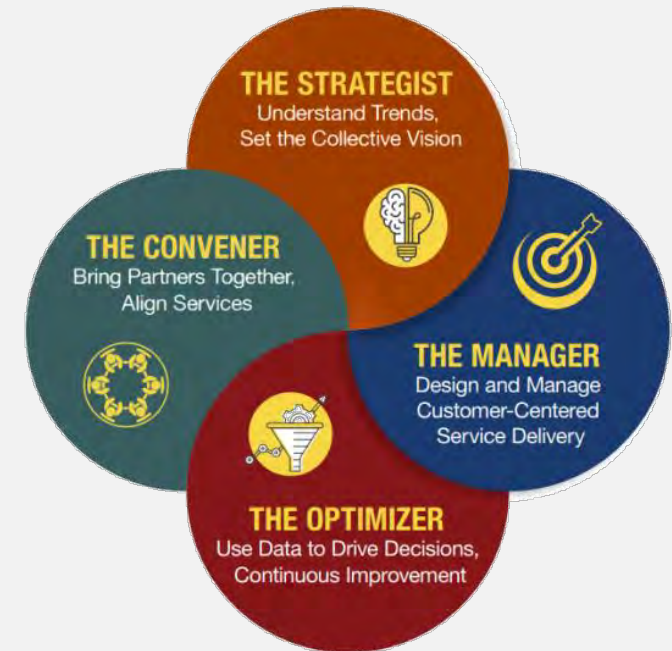 THE STRATEGIST
Understand Trends,
Set the Collective Vision
THE CONVENER
Bring Partners Together,
Align Services
THE MANAGER
Design and Manage
Customer-Centered
Service Delivery
THE OPTIMIZER
Use Data to Drive Decisions,
Continuous Improvement